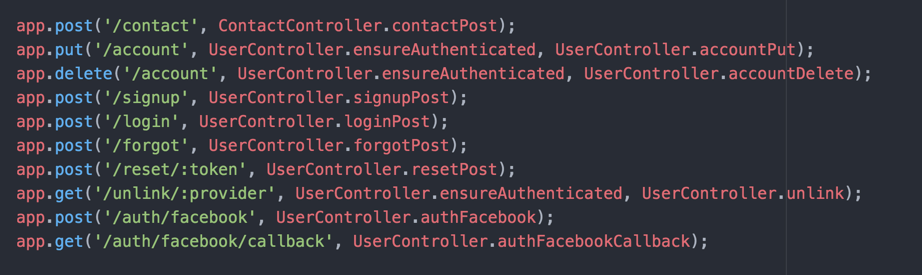 app.post('/contact', ContactController.contactPost);
app.put('/account', UserController.ensureAuthenticated, UserController.accountPut);
app.delete('/account', UserController.ensureAuthenticated, UserController.accountDelete);
app.post('/signup', UserController.signupPost);
app.post('/login', UserController.loginPost);
app.post('/forgot', UserController.forgotPost);
app.post('/reset/:token', UserController.resetPost);
app.get('/unlink/:provider', UserController.ensureAuthenticated, UserController.unlink);
app.post('/auth/facebook', UserController.authFacebook);
app.get('/auth/facebook/callback', UserController.authFacebookCallback);